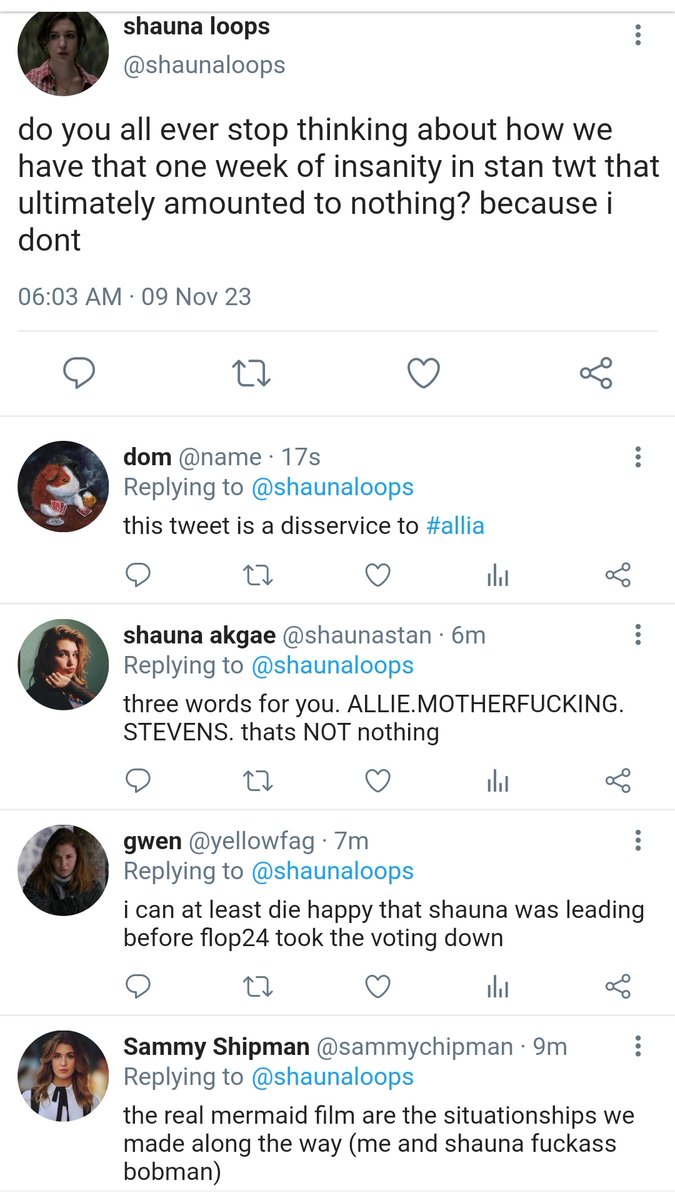 shauna loops
@shaunaloops
do you all ever stop thinking about how we
have that one week of insanity in stan twt that
ultimately amounted to nothing? because i
dont
06:03 AM · 09 Nov 23
dom @name · 17s
Replying to @shaunaloops
this tweet is a disservice to #allia
shauna akgae @shaunastan · 6m
Replying to @shaunaloops
three words for you. ALLIE.MOTHERFUCKING.
STEVENS. thats NOT nothing
gwen @yellowfag · 7m
Replying to @shaunaloops
i can at least die happy that shauna was leading
before flop24 took the voting down
Sammy Shipman @sammychipman · 9m
Replying to @shaunaloops
the real mermaid film are the situationships we
made along the way (me and shauna fuckass
bobman)